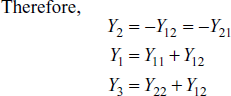 Therefore,
Y₂ = −Y₁₂ = −Y₂₁
Y₁ = Y₁₁ + Y₁₂
Y₃ = Y₂₂ + Y₁₂